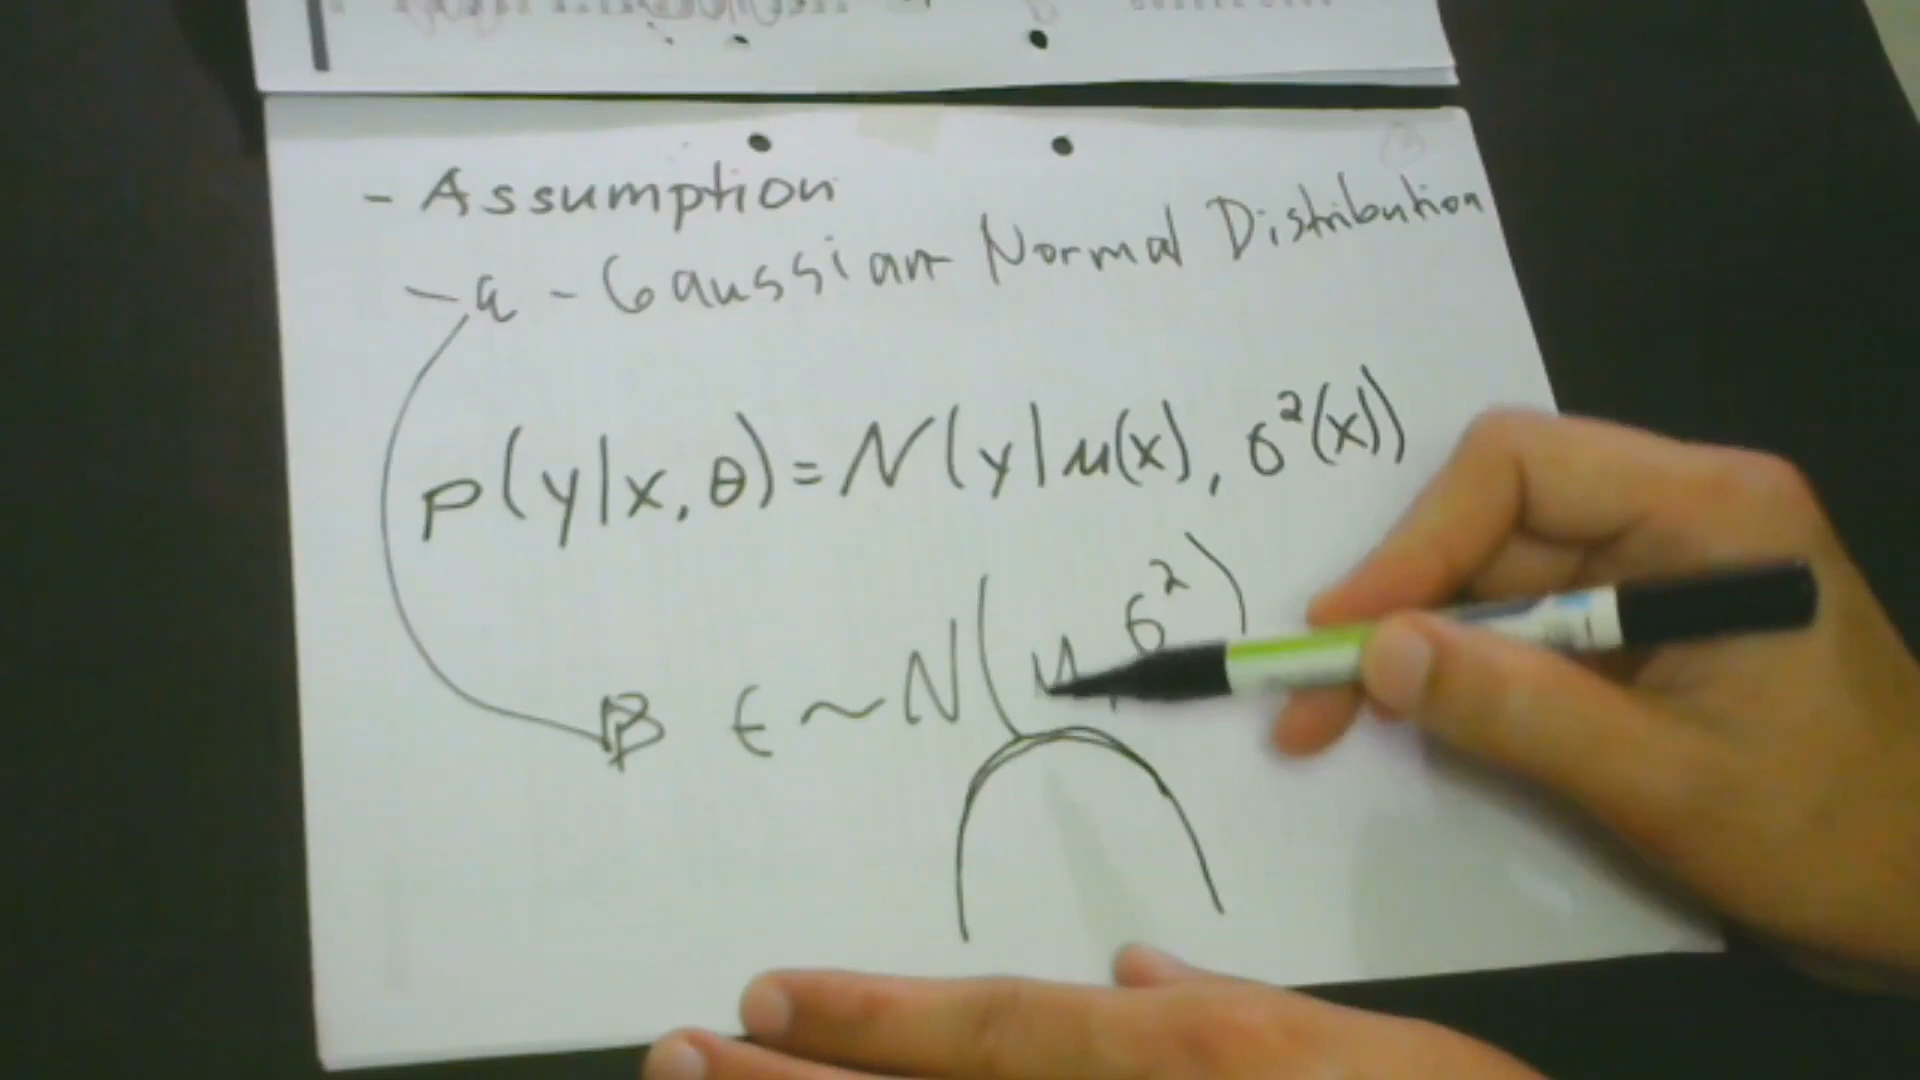 - Assumption
- ε - Gaussian Normal Distribution
p(y|x, θ) = N(y|μ(x), σ²(x))
ε ~ N(μ, σ²)